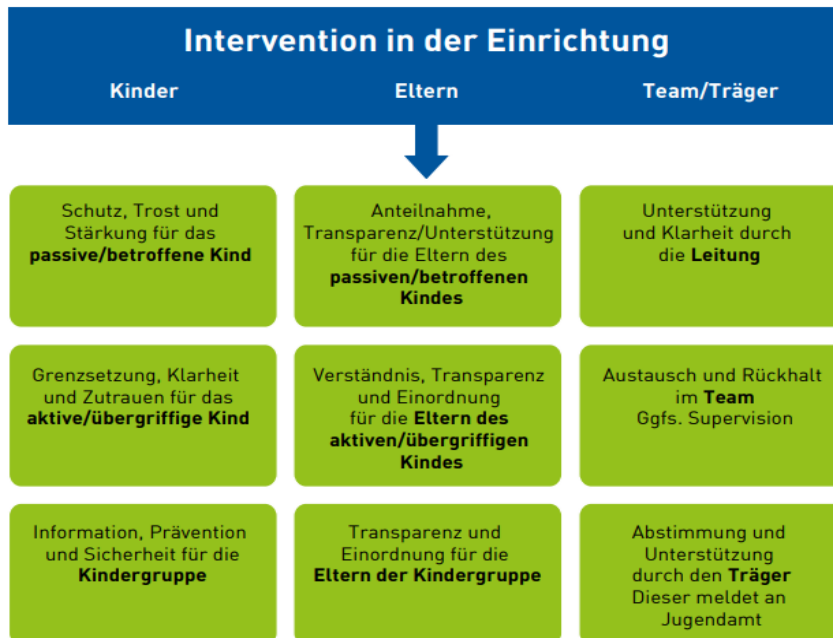 Intervention in der Einrichtung
Kinder
Eltern
Team/Träger
Schutz, Trost und
Stärkung für das
passive/betroffene Kind
Anteilnahme,
Transparenz/Unterstützung
für die Eltern des
passiven/betroffenen
Kindes
Unterstützung
und Klarheit durch
die Leitung
Grenzsetzung, Klarheit
und Zutrauen für das
aktive/übergriffige Kind
Verständnis, Transparenz
und Einordnung
für die Eltern des
aktiven/übergriffigen
Kindes
Austausch und Rückhalt
im Team
Ggfs. Supervision
Information, Prävention
und Sicherheit für die
Kindergruppe
Transparenz und
Einordnung für die
Eltern der Kindergruppe
Abstimmung und
Unterstützung
durch den Träger
Dieser meldet an
Jugendamt